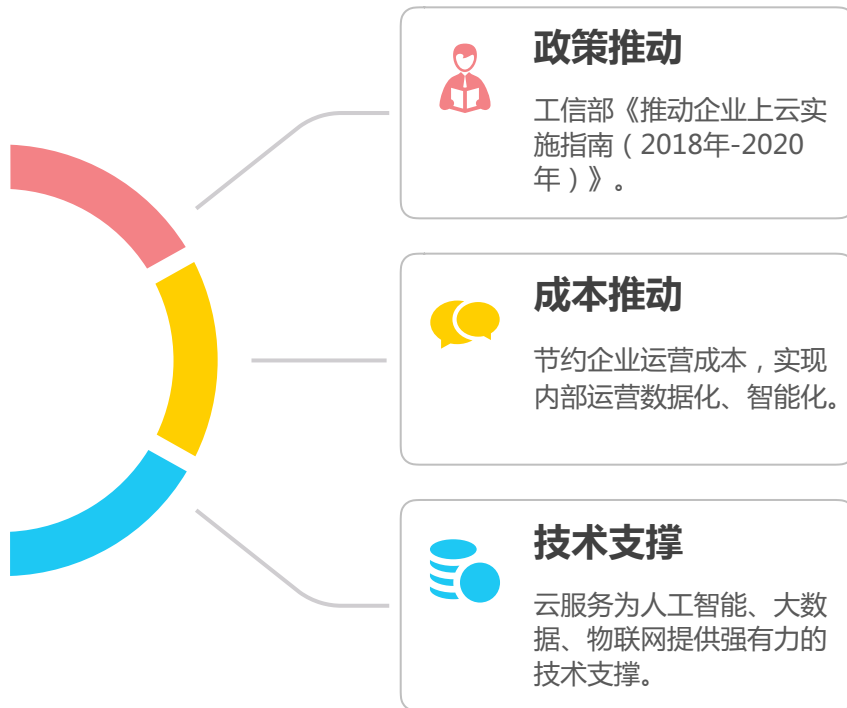 政策推动
工信部《推动企业上云实
施指南（2018年-2020
年）》。
成本推动
节约企业运营成本，实现
内部运营数据化、智能化。
技术支撑
云服务为人工智能、大数
据、物联网提供强有力的
技术支撑。